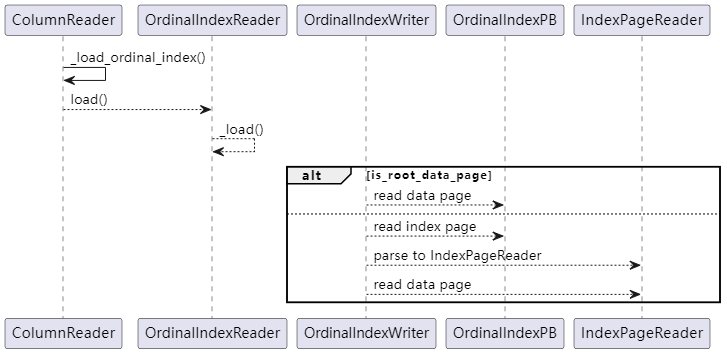 ColumnReader
OrdinalIndexReader
OrdinalIndexWriter
OrdinalIndexPB
IndexPageReader
_load_ordinal_index()
load()
_load()
alt
[is_root_data_page]
read data page
read index page
parse to IndexPageReader
read data page
ColumnReader
OrdinalIndexReader
OrdinalIndexWriter
OrdinalIndexPB
IndexPageReader